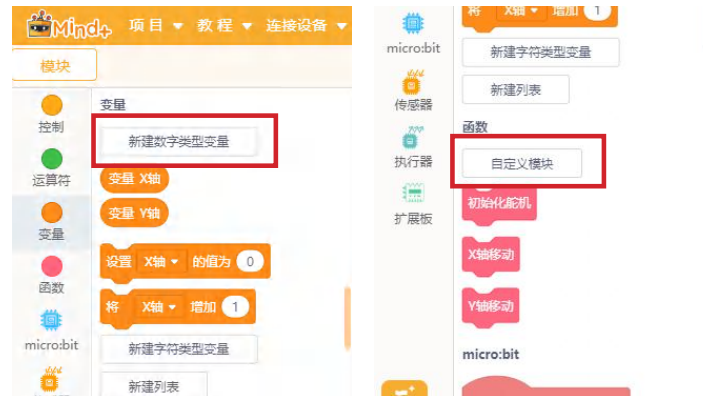 Mind+ 项目 教程 连接设备
模块
控制
运算符
变量
函数
micro:bit
变量
新建数字类型变量
变量 X轴
变量 Y轴
设置 X轴 的值为 0
将 X轴 增加 1
新建字符类型变量
新建列表
micro:bit
传感器
执行器
扩展板
将 X轴 增加 1
新建字符类型变量
新建列表
函数
自定义模块
初始化舵机
X轴移动
Y轴移动
micro:bit